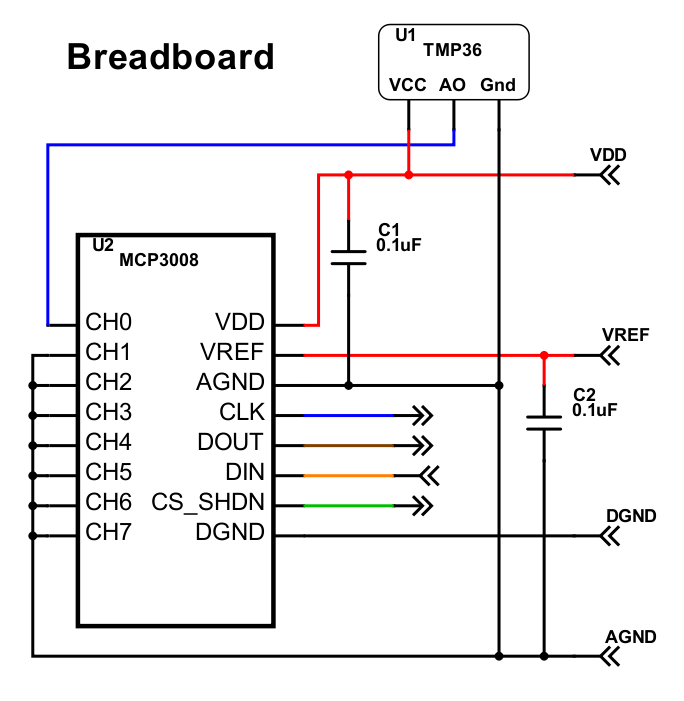 Breadboard
U1
TMP36
VCC AO Gnd
VDD
C1
0.1uF
U2
MCP3008
CH0 VDD
CH1 VREF
CH2 AGND
CH3 CLK
CH4 DOUT
CH5 DIN
CH6 CS_SHDN
CH7 DGND
VREF
C2
0.1uF
DGND
AGND